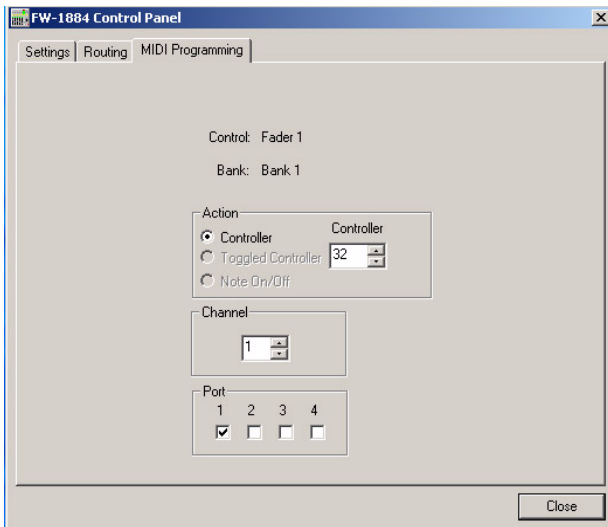 FW-1884 Control Panel
Settings Routing MIDI Programming
Control: Fader 1
Bank: Bank 1
Action
Controller
Controller
Toggled Controller 32
Note On/Off
Channel
1
Port
1 2 3 4
Close